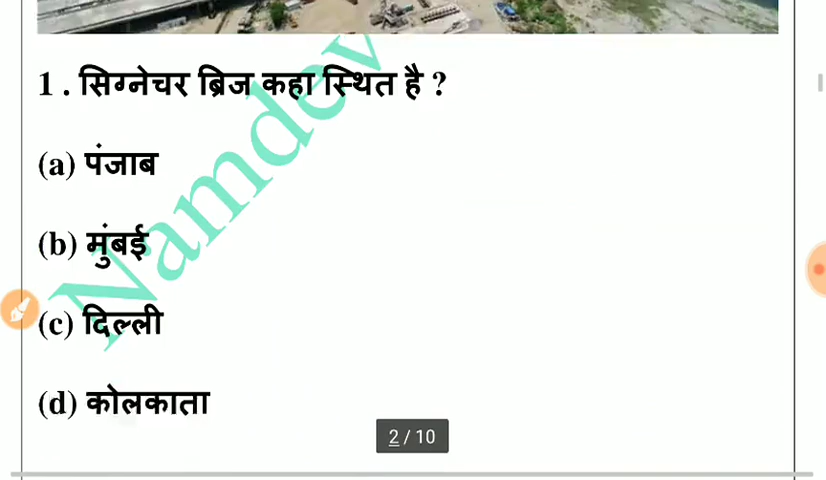 1 . सिग्नेचर ब्रिज कहा स्थित है ?
(a) पंजाब
(b) मुंबई
(c) दिल्ली
(d) कोलकाता
Namdev
2 / 10